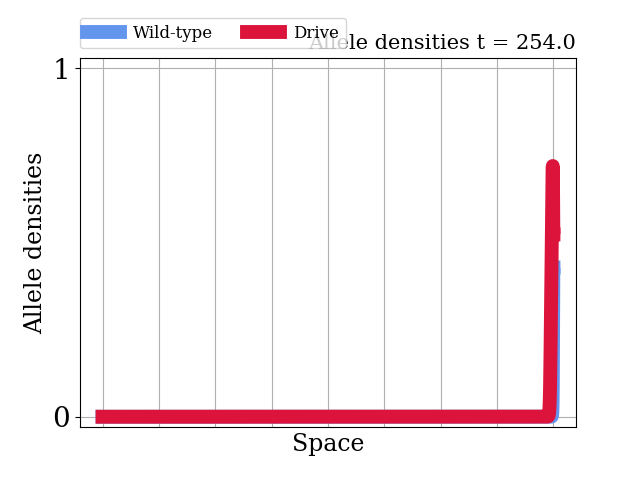 Wild-type Drive
Allele densities t = 254.0
1
Allele densities
0
Space